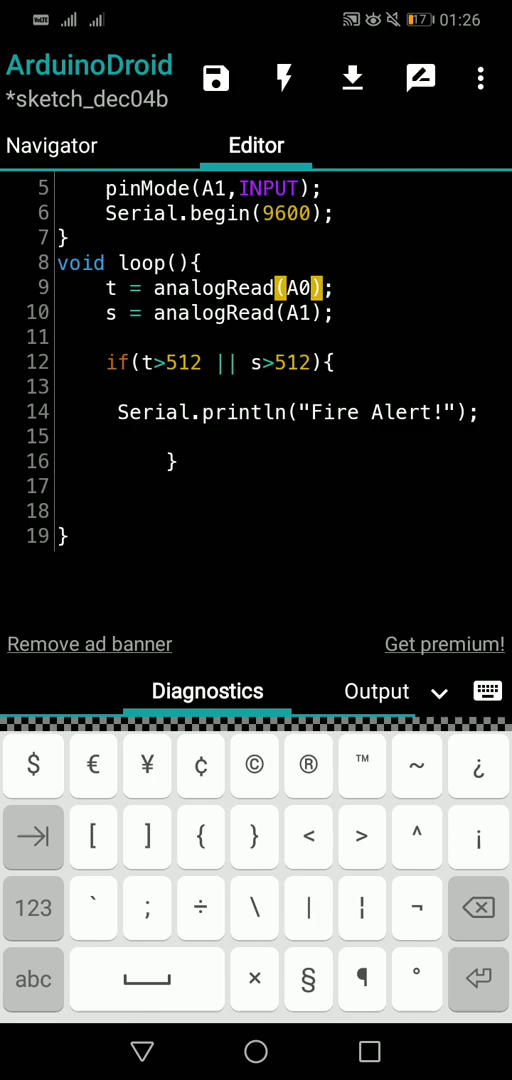 VoLTE 17 01:26
ArduinoDroid
*sketch_dec04b
Navigator Editor
5 pinMode(A1,INPUT);
6 Serial.begin(9600);
7 }
8 void loop(){
9 t = analogRead(A0);
10 s = analogRead(A1);
11
12 if(t>512 || s>512){
13
14 Serial.println("Fire Alert!");
15
16 }
17
18
19 }
Remove ad banner Get premium!
Diagnostics Output
$ € ¥ ¢ © ® ™ ~ ¿
[ ] { } < > ^ ¡
123 ` ; ÷ \ | ¦ ¬
abc × § ¶ °